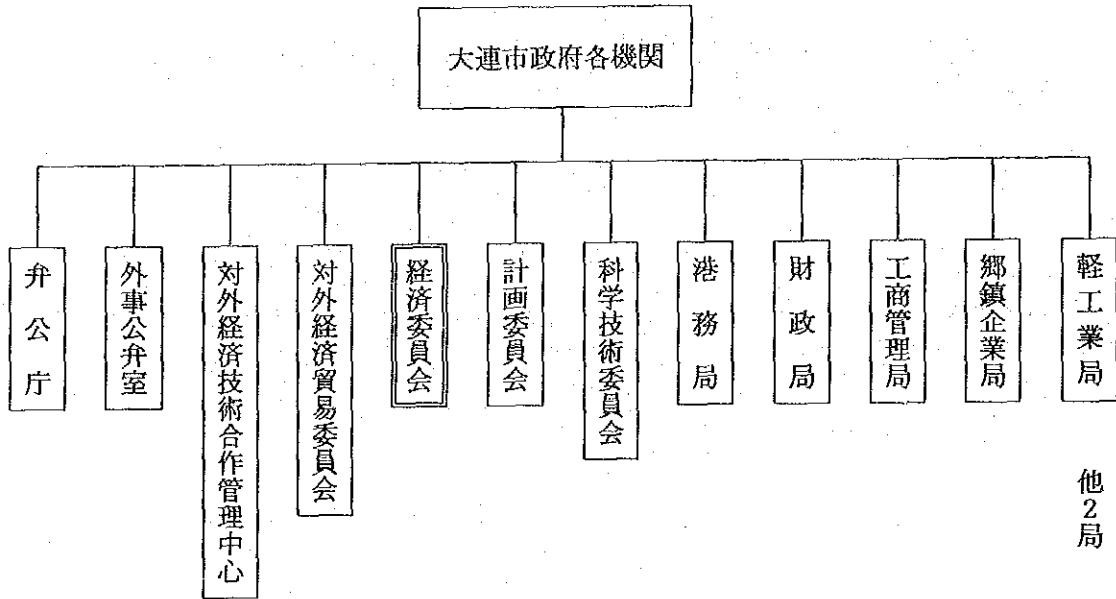 大連市政府各機関
弁公庁
外事公弁室
対外経済技術合作管理中心
対外経済貿易委員会
経済委員会
計画委員会
科学技術委員会
港務局
財政局
工商管理局
郷鎮企業局
軽工業局
他2局